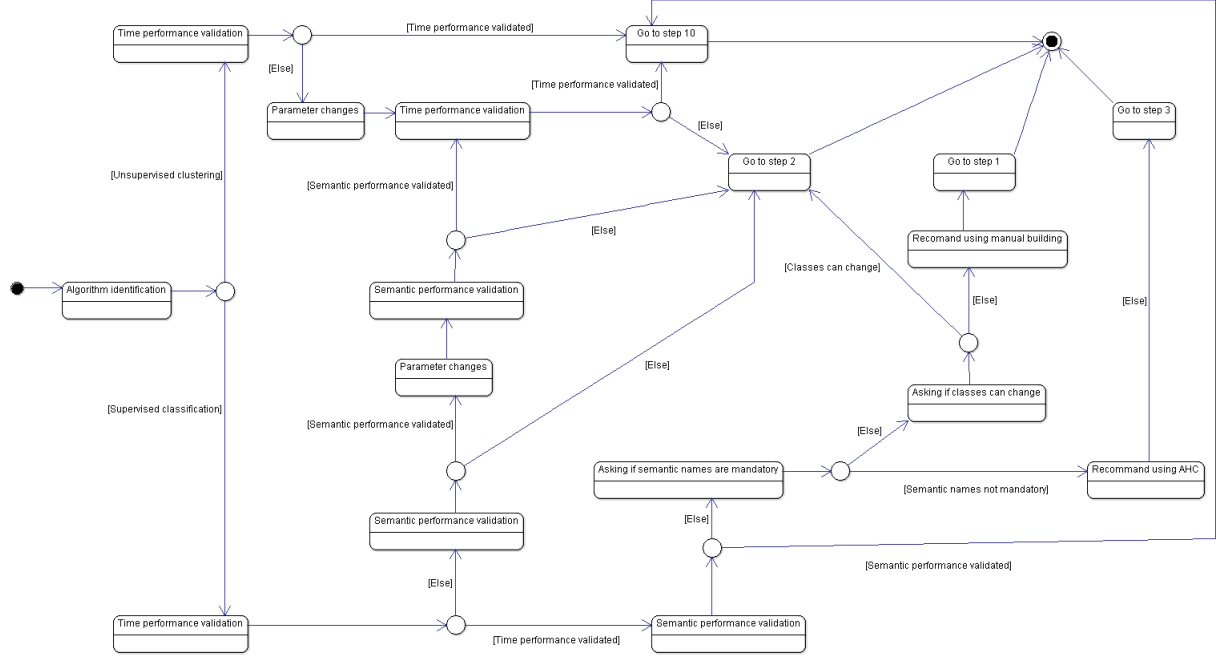 Time performance validation
[Time performance validated]
Go to step 10
[Else]
[Time performance validated]
Parameter changes
Time performance validation
Go to step 3
[Else]
Go to step 2
Go to step 1
[Unsupervised clustering]
[Semantic performance validated]
[Else]
Recomand using manual building
[Classes can change]
Algorithm identification
Semantic performance validation
[Else]
[Else]
Parameter changes
[Else]
Asking if classes can change
[Supervised classification]
[Semantic performance validated]
[Else]
Asking if semantic names are mandatory
Recommand using AHC
[Semantic names not mandatory]
Semantic performance validation
[Else]
[Semantic performance validated]
[Else]
Time performance validation
Semantic performance validation
[Time performance validated]